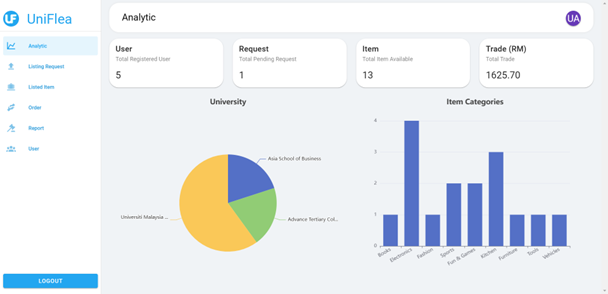 UF UniFlea
Analytic
Listing Request
Listed Item
Order
Report
User
LOGOUT
Analytic
UA
User
Total Registered User
5
Request
Total Pending Request
1
Item
Total Item Available
13
Trade (RM)
Total Trade
1625.70
University
Asia School of Business
Advance Tertiary Col...
Universiti Malaysia ...
Item Categories
4
3
2
1
0
Books
Electronics
Fashion
Sports
Fun & Games
Kitchen
Furniture
Tools
Vehicles